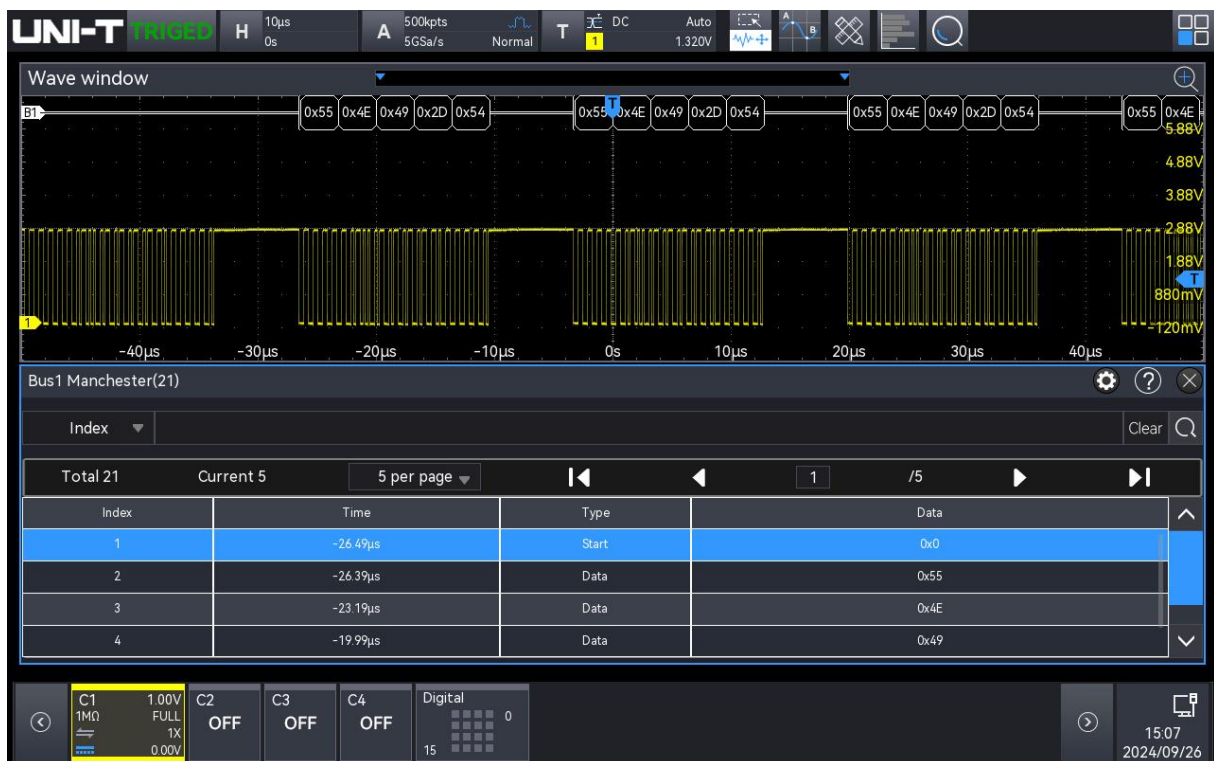 UNI-T TRIGED H 10µs 0s A 500kpts 5GSa/s Normal T DC 1 Auto 1.320V A B
Wave window
B1 0x55 0x4E 0x49 0x2D 0x54 0x55 T 0x4E 0x49 0x2D 0x54 0x55 0x4E 0x49 0x2D 0x54 0x55 0x4E
5.88V
4.88V
3.88V
2.88V
1.88V
T
880mV
1
-120mV
-40µs -30µs -20µs -10µs 0s 10µs 20µs 30µs 40µs
Bus1 Manchester(21) ?
Index Clear
Total 21 Current 5 5 per page 1 /5
Index Time Type Data
1 -26.49µs Start 0x0
2 -26.39µs Data 0x55
3 -23.19µs Data 0x4E
4 -19.99µs Data 0x49
C1 1.00V C2 C3 C4 Digital
1MΩ FULL OFF OFF OFF 0
1X
0.00V 15
15:07
2024/09/26